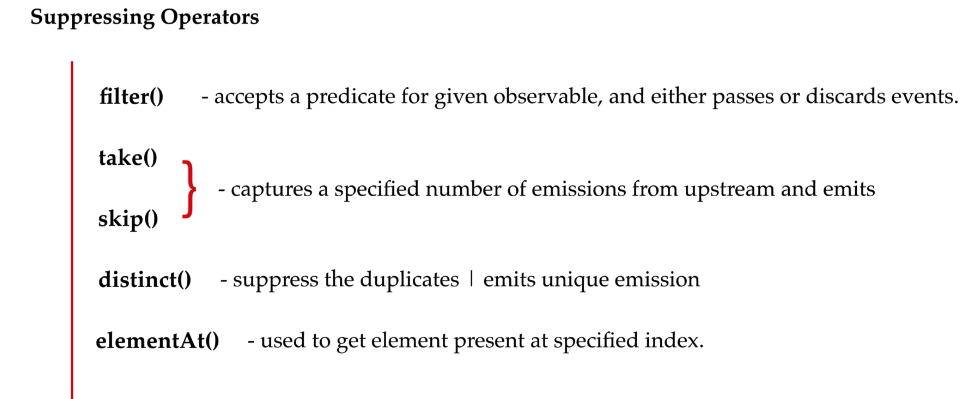 Suppressing Operators
filter() - accepts a predicate for given observable, and either passes or discards events.
take()
} - captures a specified number of emissions from upstream and emits
skip()
distinct() - suppress the duplicates | emits unique emission
elementAt() - used to get element present at specified index.